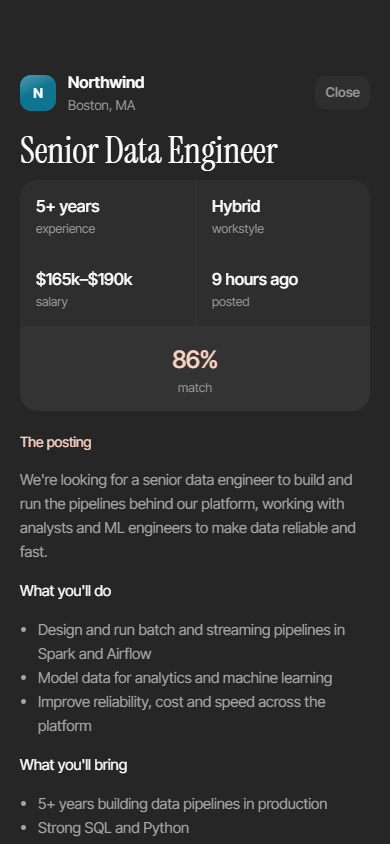 N
Northwind
Boston, MA
Close
Senior Data Engineer
5+ years
experience
Hybrid
workstyle
$165k–$190k
salary
9 hours ago
posted
86%
match
The posting
We're looking for a senior data engineer to build and
run the pipelines behind our platform, working with
analysts and ML engineers to make data reliable and
fast.
What you'll do
• Design and run batch and streaming pipelines in
Spark and Airflow
• Model data for analytics and machine learning
• Improve reliability, cost and speed across the
platform
What you'll bring
• 5+ years building data pipelines in production
• Strong SQL and Python